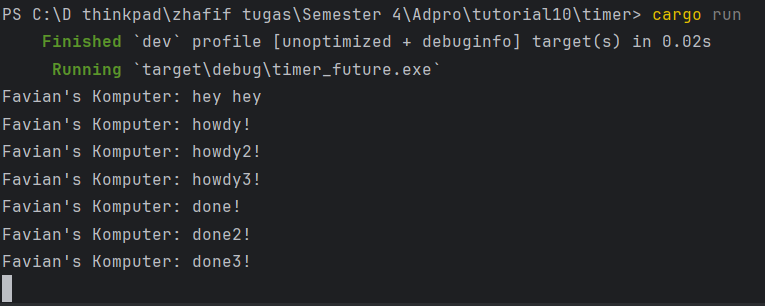 PS C:\D thinkpad\zhafif tugas\Semester 4\Adpro\tutorial10\timer> cargo run
    Finished `dev` profile [unoptimized + debuginfo] target(s) in 0.02s
     Running `target\debug\timer_future.exe`
Favian's Komputer: hey hey
Favian's Komputer: howdy!
Favian's Komputer: howdy2!
Favian's Komputer: howdy3!
Favian's Komputer: done!
Favian's Komputer: done2!
Favian's Komputer: done3!